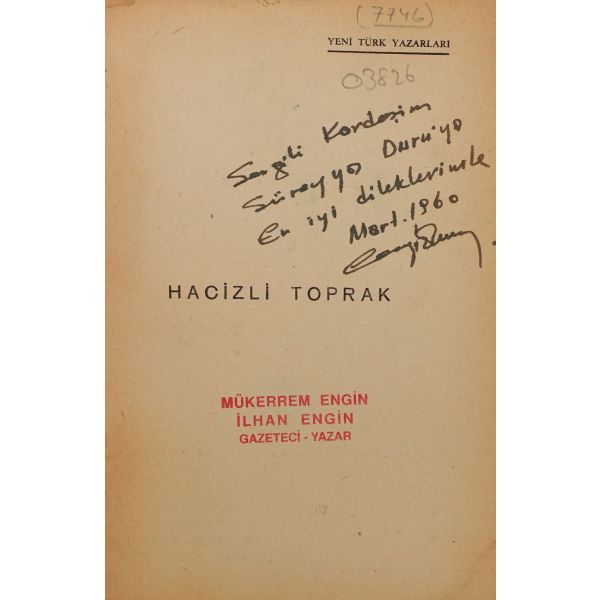 (7746)
YENİ TÜRK YAZARLARI
03826
Sevgili Kardeşim
Süreyya Duru'ya
En iyi dileklerimle
Mart.1960
HACİZLİ TOPRAK
MÜKERREM ENGİN
İLHAN ENGİN
GAZETECİ - YAZAR